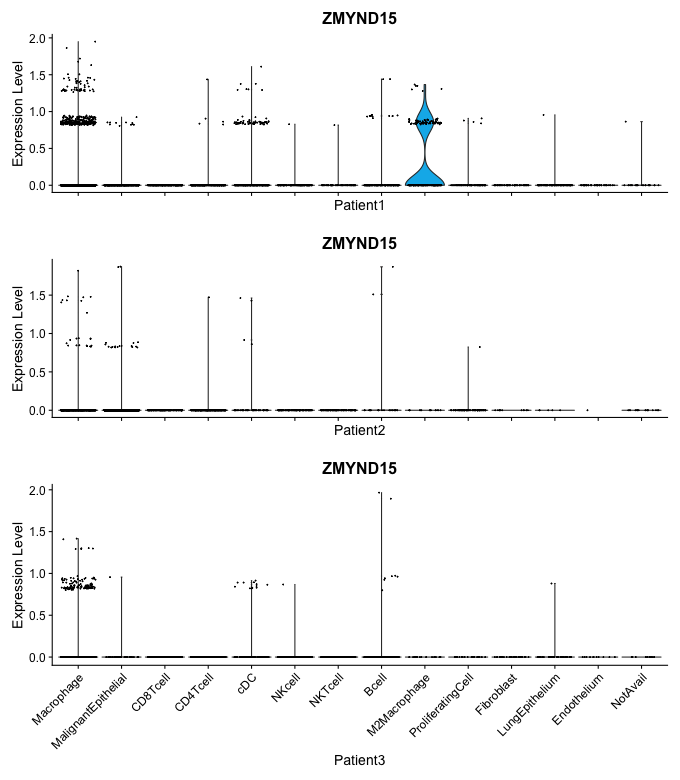 ZMYND15
Expression Level
2.0
1.5
1.0
0.5
0.0
Patient1
ZMYND15
Expression Level
1.5
1.0
0.5
0.0
Patient2
ZMYND15
Expression Level
2.0
1.5
1.0
0.5
0.0
Macrophage
MalignantEpithelial
CD8Tcell
CD4Tcell
cDC
NKcell
NKTcell
Bcell
M2Macrophage
ProliferatingCell
Fibroblast
LungEpithelium
Endothelium
NotAvail
Patient3